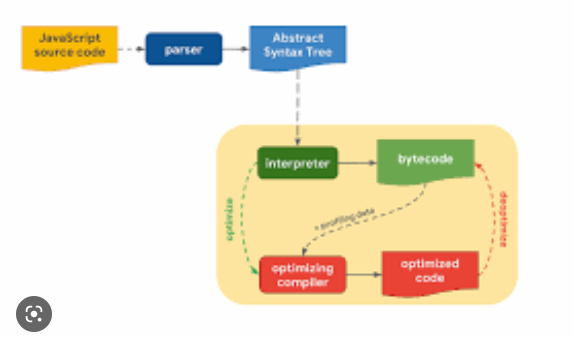 JavaScript
source code
parser
Abstract
Syntax Tree
interpreter
bytecode
optimize
+ profiling data
deoptimize
optimizing
compiler
optimized
code